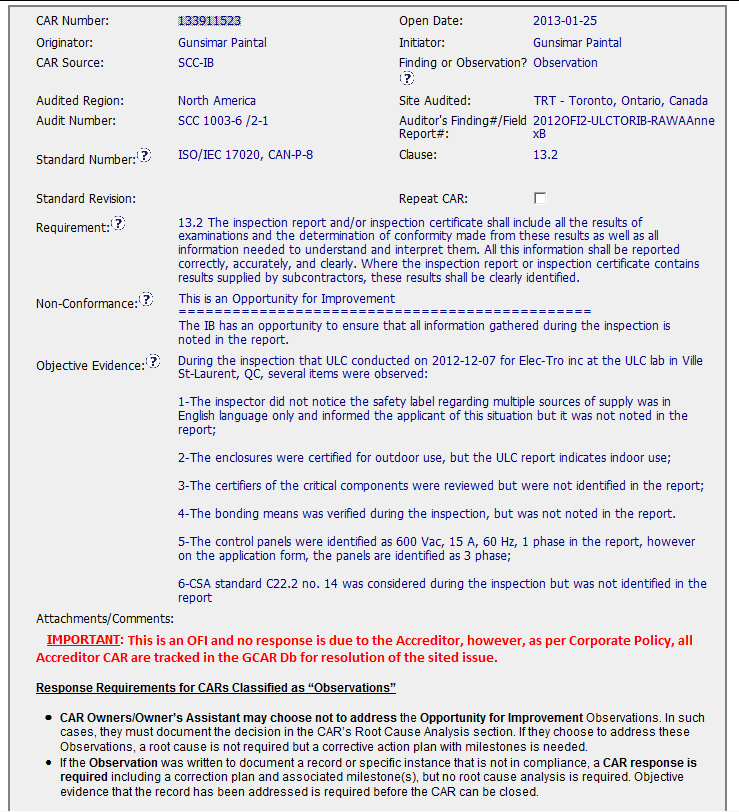 CAR Number: 133911523 Open Date: 2013-01-25
Originator: Gunsimar Paintal Initiator: Gunsimar Paintal
CAR Source: SCC-IB Finding or Observation? Observation
?
Audited Region: North America Site Audited: TRT - Toronto, Ontario, Canada
Audit Number: SCC 1003-6 /2-1 Auditor's Finding#/Field 2012OFI2-ULCTORIB-RAWAAnne
Report#: xB
Standard Number: ? ISO/IEC 17020, CAN-P-8 Clause: 13.2
Standard Revision: Repeat CAR:
Requirement: ? 13.2 The inspection report and/or inspection certificate shall include all the results of
examinations and the determination of conformity made from these results as well as all
information needed to understand and interpret them. All this information shall be reported
correctly, accurately, and clearly. Where the inspection report or inspection certificate contains
results supplied by subcontractors, these results shall be clearly identified.
Non-Conformance: ? This is an Opportunity for Improvement
==============================================
The IB has an opportunity to ensure that all information gathered during the inspection is
noted in the report.
Objective Evidence: ? During the inspection that ULC conducted on 2012-12-07 for Elec-Tro inc at the ULC lab in Ville
St-Laurent, QC, several items were observed:
1-The inspector did not notice the safety label regarding multiple sources of supply was in
English language only and informed the applicant of this situation but it was not noted in the
report;
2-The enclosures were certified for outdoor use, but the ULC report indicates indoor use;
3-The certifiers of the critical components were reviewed but were not identified in the report;
4-The bonding means was verified during the inspection, but was not noted in the report.
5-The control panels were identified as 600 Vac, 15 A, 60 Hz, 1 phase in the report, however
on the application form, the panels are identified as 3 phase;
6-CSA standard C22.2 no. 14 was considered during the inspection but was not identified in the
report
Attachments/Comments:
IMPORTANT: This is an OFI and no response is due to the Accreditor, however, as per Corporate Policy, all
Accreditor CAR are tracked in the GCAR Db for resolution of the sited issue.
Response Requirements for CARs Classified as “Observations”
• CAR Owners/Owner's Assistant may choose not to address the Opportunity for Improvement Observations. In such
cases, they must document the decision in the CAR's Root Cause Analysis section. If they choose to address these
Observations, a root cause is not required but a corrective action plan with milestones is needed.
• If the Observation was written to document a record or specific instance that is not in compliance, a CAR response is
required including a correction plan and associated milestone(s), but no root cause analysis is required. Objective
evidence that the record has been addressed is required before the CAR can be closed.